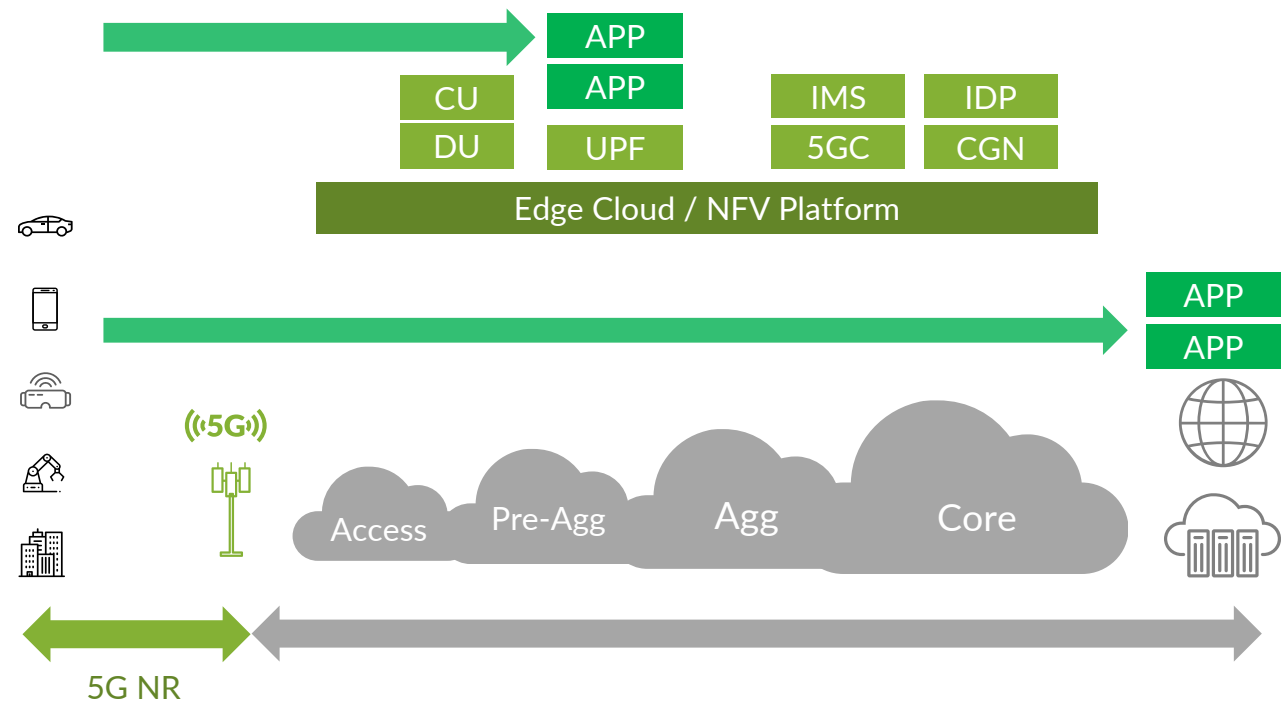 APP
APP
CU
DU
UPF
IMS
IDP
5GC
CGN
Edge Cloud / NFV Platform
APP
APP
5G
Access
Pre-Agg
Agg
Core
5G NR